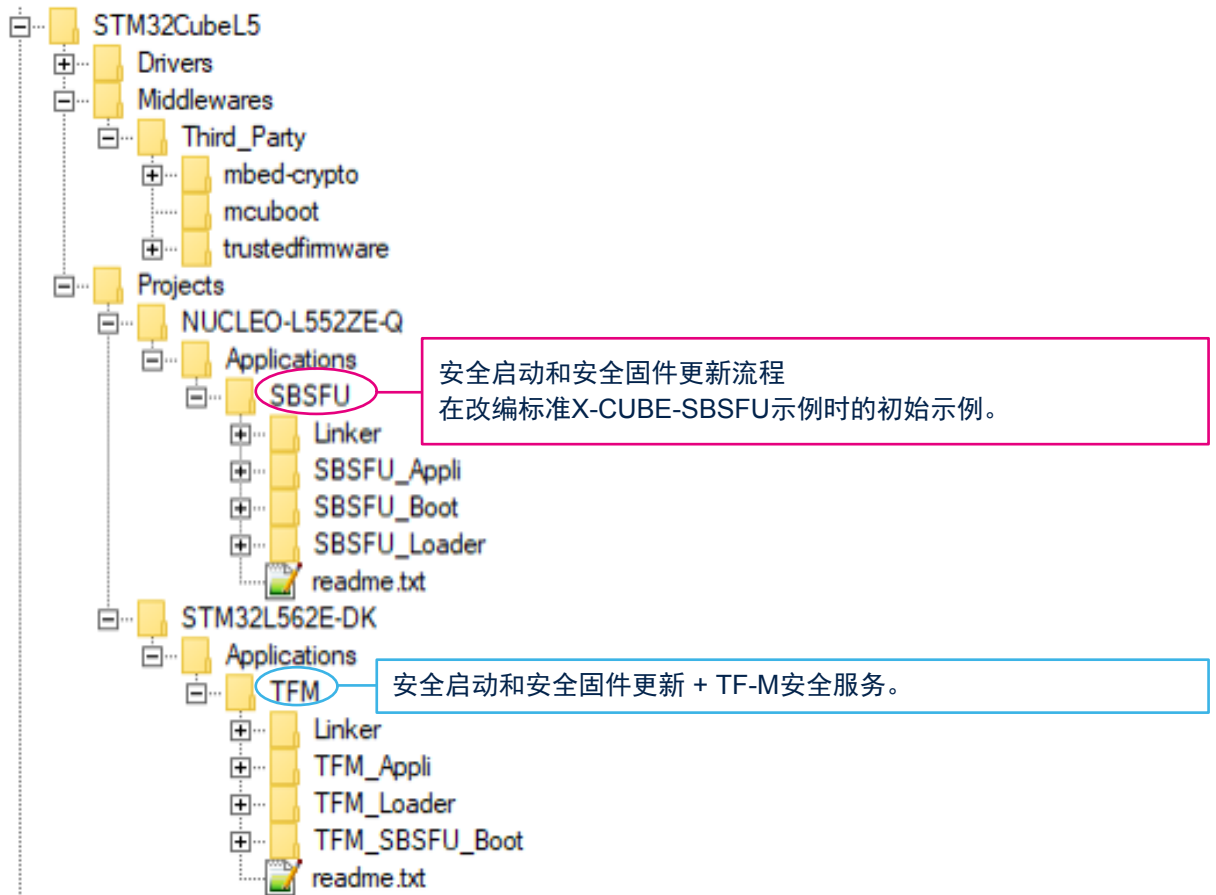 STM32CubeL5
Drivers
Middlewares
Third_Party
mbed-crypto
mcuboot
trustedfirmware
Projects
NUCLEO-L552ZE-Q
Applications
安全启动和安全固件更新流程
SBSFU
在改编标准X-CUBE-SBSFU示例时的初始示例。
Linker
SBSFU_Appli
SBSFU_Boot
SBSFU_Loader
readme.txt
STM32L562E-DK
Applications
TFM
安全启动和安全固件更新 + TF-M安全服务。
Linker
TFM_Appli
TFM_Loader
TFM_SBSFU_Boot
readme.txt